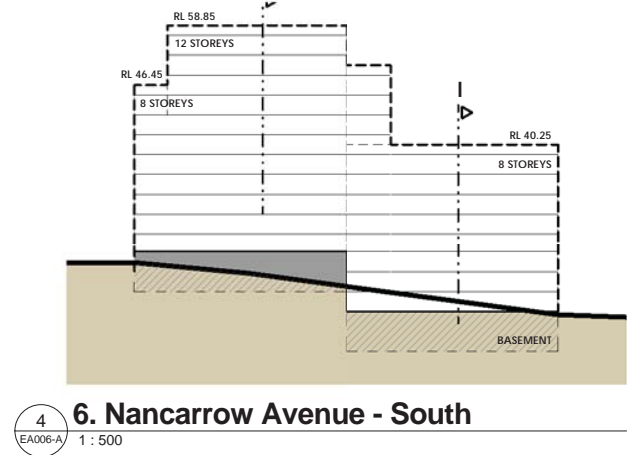 RL 58.85
12 STOREYS
RL 46.45
8 STOREYS
RL 40.25
8 STOREYS
BASEMENT
4
EA006-A
6. Nancarrow Avenue - South
1 : 500